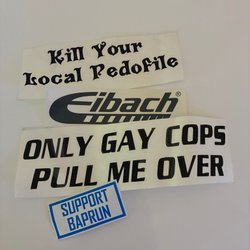 Kill Your
Local Pedofile
Eibach
ONLY GAY COPS
PULL ME OVER
SUPPORT
BAPRUN